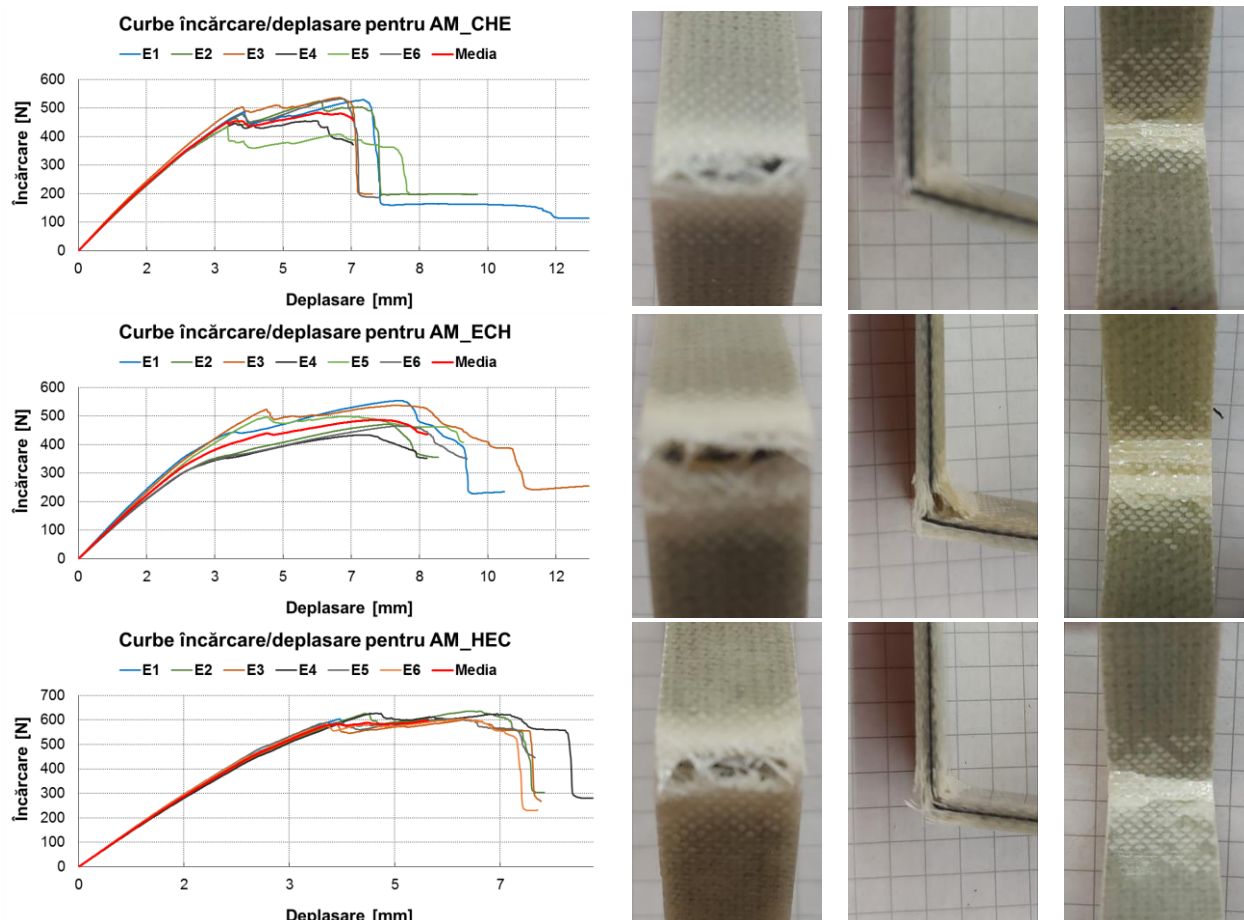 Curbe încărcare/deplasare pentru AM_CHE
E1 E2 E3 E4 E5 E6 Media
600
500
400
300
200
100
0
Încărcare [N]
0 2 3 5 7 8 10 12
Deplasare [mm]
Curbe încărcare/deplasare pentru AM_ECH
E1 E2 E3 E4 E5 E6 Media
600
500
400
300
200
100
0
Încărcare [N]
0 2 3 5 7 8 10 12
Deplasare [mm]
Curbe încărcare/deplasare pentru AM_HEC
E1 E2 E3 E4 E5 E6 Media
700
600
500
400
300
200
100
0
Încărcare [N]
0 2 3 5 7
Deplasare [mm]